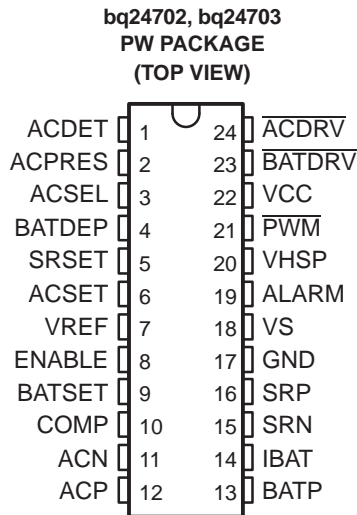 bq24702, bq24703
PW PACKAGE
(TOP VIEW)
ACDET 1 24 ACDRV
ACPRES 2 23 BATDRV
ACSEL 3 22 VCC
BATDEP 4 21 PWM
SRSET 5 20 VHSP
ACSET 6 19 ALARM
VREF 7 18 VS
ENABLE 8 17 GND
BATSET 9 16 SRP
COMP 10 15 SRN
ACN 11 14 IBAT
ACP 12 13 BATP